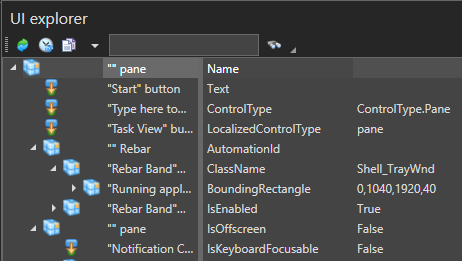 UI explorer
"" pane
Name
"Start" button
Text
"Type here to...
ControlType
ControlType.Pane
"Task View" bu...
LocalizedControlType
pane
"" Rebar
AutomationId
"Rebar Band"...
ClassName
Shell_TrayWnd
"Running appl...
BoundingRectangle
0,1040,1920,40
"Rebar Band"...
IsEnabled
True
"" pane
IsOffscreen
False
"Notification C...
IsKeyboardFocusable
False